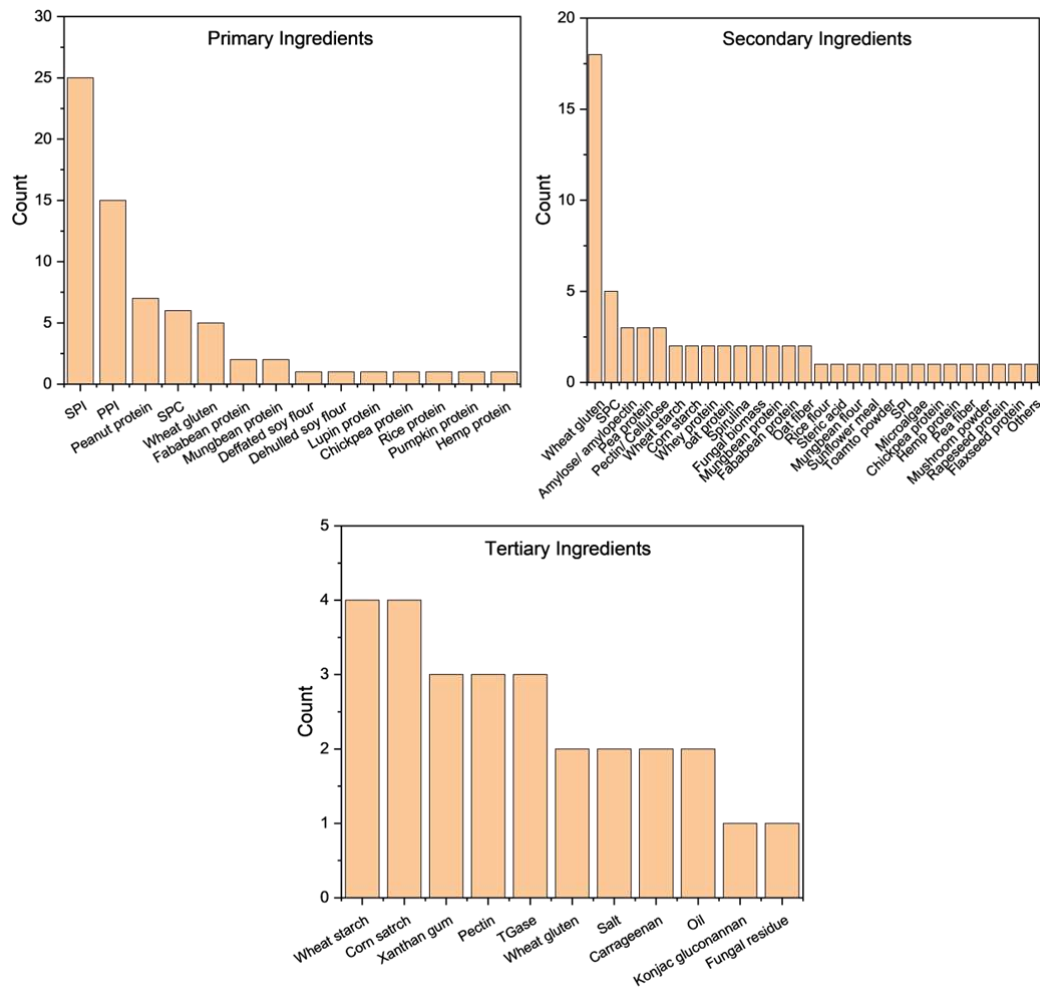 Primary Ingredients
Count
30
25
20
15
10
5
0
SPI
PPI
Peanut protein
SPC
Wheat gluten
Fababean protein
Mungbean protein
Deffated soy flour
Dehulled soy flour
Lupin protein
Chickpea protein
Rice protein
Pumpkin protein
Hemp protein
Secondary Ingredients
Count
20
15
10
5
0
Wheat gluten
SPC
Amylose/ amylopectin
Pea protein
Pectin/ Cellulose
Wheat starch
Corn starch
Whey protein
oat protein
Spirulina
Fungal biomass
Mungbean protein
Fababean protein
Oat fiber
Rice flour
Steric acid
Mungbean flour
Sunflower meal
Toamto powder
SPI
Microalgae
Chickpea protein
Hemp protein
Pea fiber
Mushroom powder
Rapeseed protein
Flaxseed protein
Others
Tertiary Ingredients
Count
5
4
3
2
1
0
Wheat starch
Corn satrch
Xanthan gum
Pectin
TGase
Wheat gluten
Salt
Carrageenan
Oil
Konjac gluconannan
Fungal residue